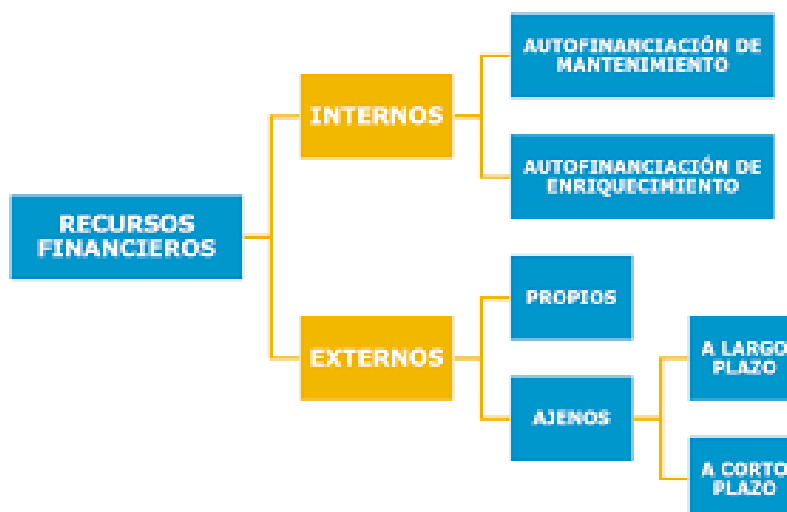 AUTOFINANCIACIÓN DE
MANTENIMIENTO
INTERNOS
AUTOFINANCIACIÓN DE
ENRIQUECIMIENTO
RECURSOS
FINANCIEROS
PROPIOS
EXTERNOS
A LARGO
PLAZO
AJENOS
A CORTO
PLAZO